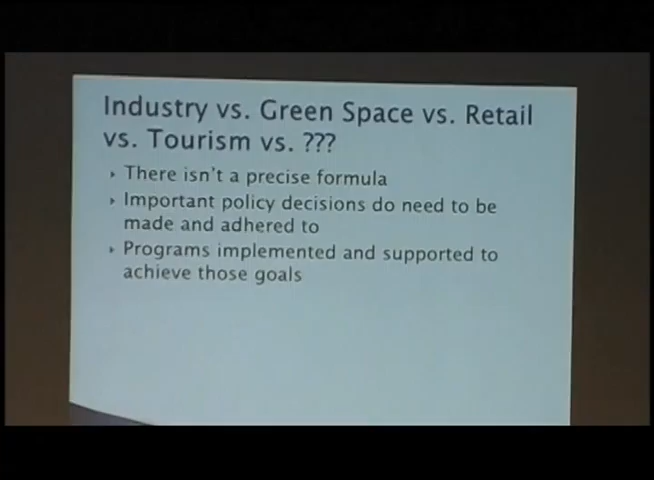 Industry vs. Green Space vs. Retail
vs. Tourism vs. ???
There isn't a precise formula
Important policy decisions do need to be
made and adhered to
Programs implemented and supported to
achieve those goals